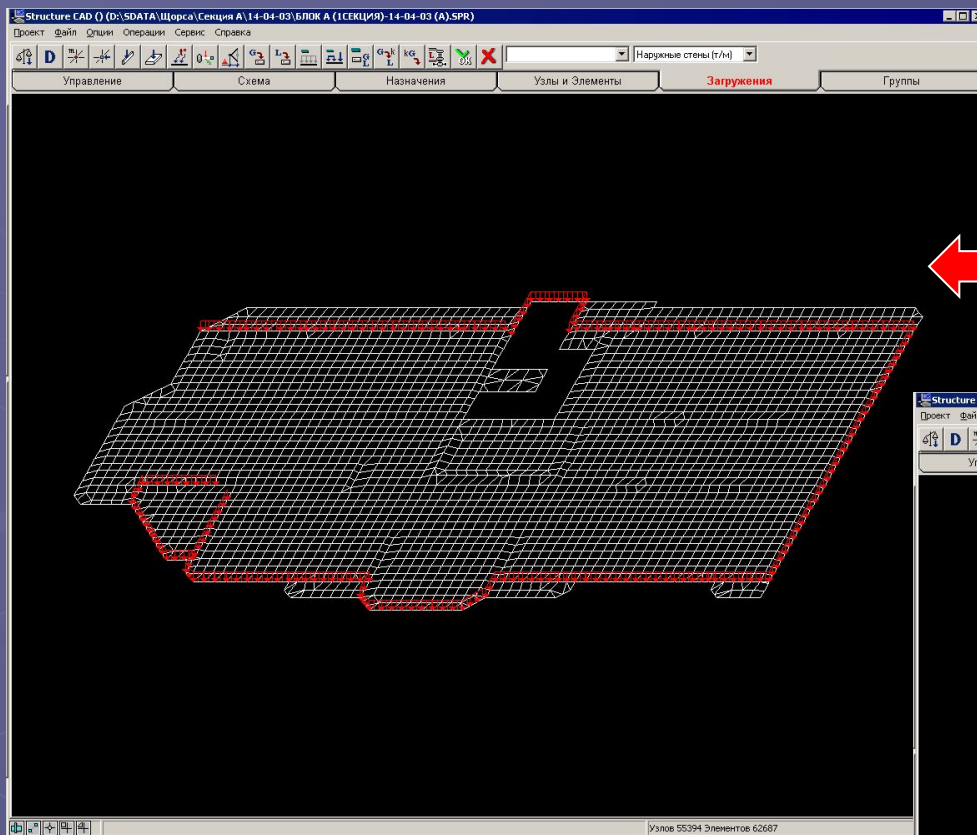 Structure CAD () (D:\SDATA\Щорса\Секция А\14-04-03\БЛОК А (1СЕКЦИЯ)-14-04-03 (А).SPR)
Проект Файл Опции Операции Сервис Справка
D Наружные стены (т/м)
Управление Схема Назначения Узлы и Элементы Загружения Группы
Structure
Проект Фай
D
Уп
Узлов 55394 Элементов 62687